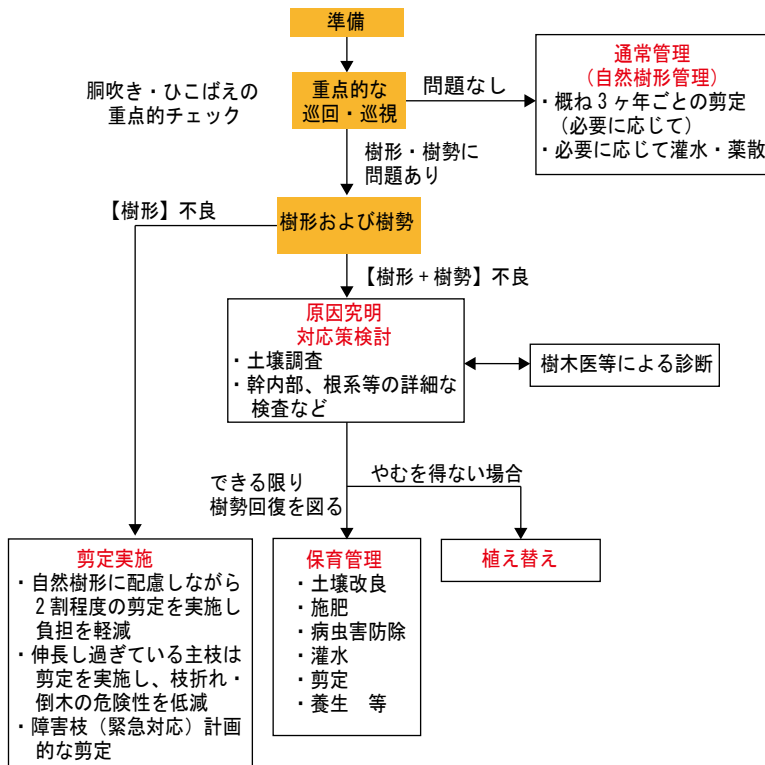 準備
胴吹き・ひこばえの
重点的チェック
重点的な
巡回・巡視
問題なし
通常管理
（自然樹形管理）
・概ね3ヶ年ごとの剪定
（必要に応じて）
・必要に応じて灌水・薬散
樹形・樹勢に
問題あり
【樹形】不良
樹形および樹勢
【樹形＋樹勢】不良
原因究明
対応策検討
・土壌調査
・幹内部、根系等の詳細な
検査など
樹木医等による診断
できる限り
樹勢回復を図る
やむを得ない場合
剪定実施
・自然樹形に配慮しながら
2割程度の剪定を実施し
負担を軽減
・伸長し過ぎている主枝は
剪定を実施し、枝折れ・
倒木の危険性を低減
・障害枝（緊急対応）計画
的な剪定
保育管理
・土壌改良
・施肥
・病虫害防除
・灌水
・剪定
・養生　等
植え替え